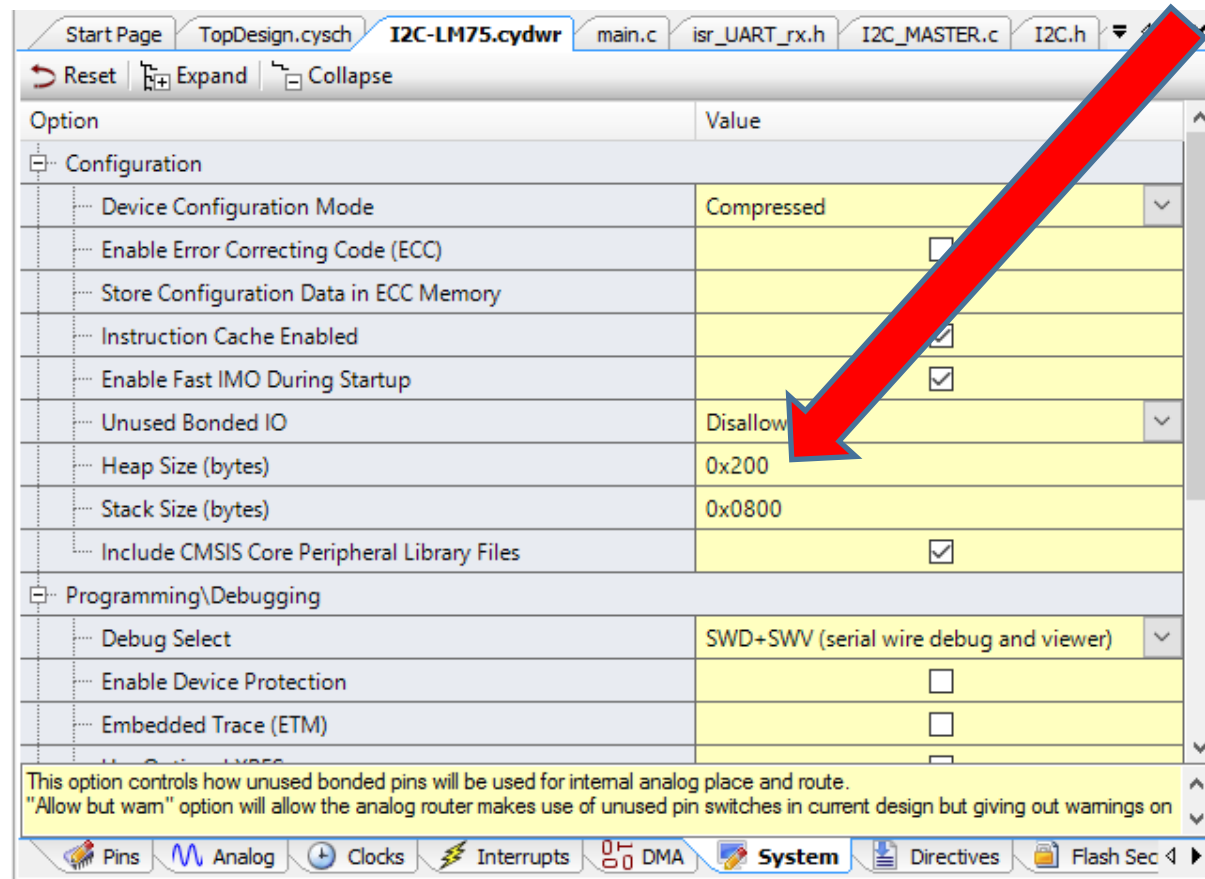 Start Page TopDesign.cysch I2C-LM75.cydwr main.c isr_UART_rx.h I2C_MASTER.c I2C.h
Reset Expand Collapse
Option Value
Configuration
Device Configuration Mode Compressed
Enable Error Correcting Code (ECC)
Store Configuration Data in ECC Memory
Instruction Cache Enabled
Enable Fast IMO During Startup
Unused Bonded IO Disallow
Heap Size (bytes) 0x200
Stack Size (bytes) 0x0800
Include CMSIS Core Peripheral Library Files
Programming\Debugging
Debug Select SWD+SWV (serial wire debug and viewer)
Enable Device Protection
Embedded Trace (ETM)
This option controls how unused bonded pins will be used for internal analog place and route.
"Allow but warn" option will allow the analog router makes use of unused pin switches in current design but giving out warnings on
Pins Analog Clocks Interrupts DMA System Directives Flash Sec